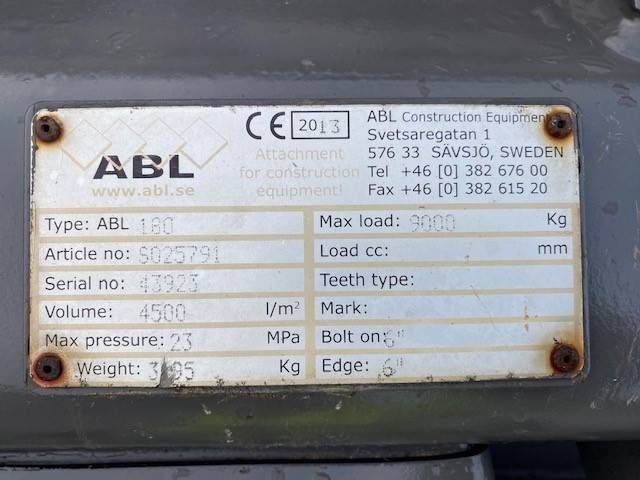 ABL
www.abl.se
CE 2013
Attachment
for construction
equipment!
ABL Construction Equipment
Svetsaregatan 1
576 33 SÄVSJÖ, SWEDEN
Tel +46 [0] 382 676 00
Fax +46 [0] 382 615 20
Type: ABL 180
Article no: S025791
Serial no: 43923
Volume: 4500 l/m²
Max pressure: 23 MPa
Weight: Kg
Max load: 9000 Kg
Load cc: mm
Teeth type:
Mark:
Bolt on: 6"
Edge: 6"